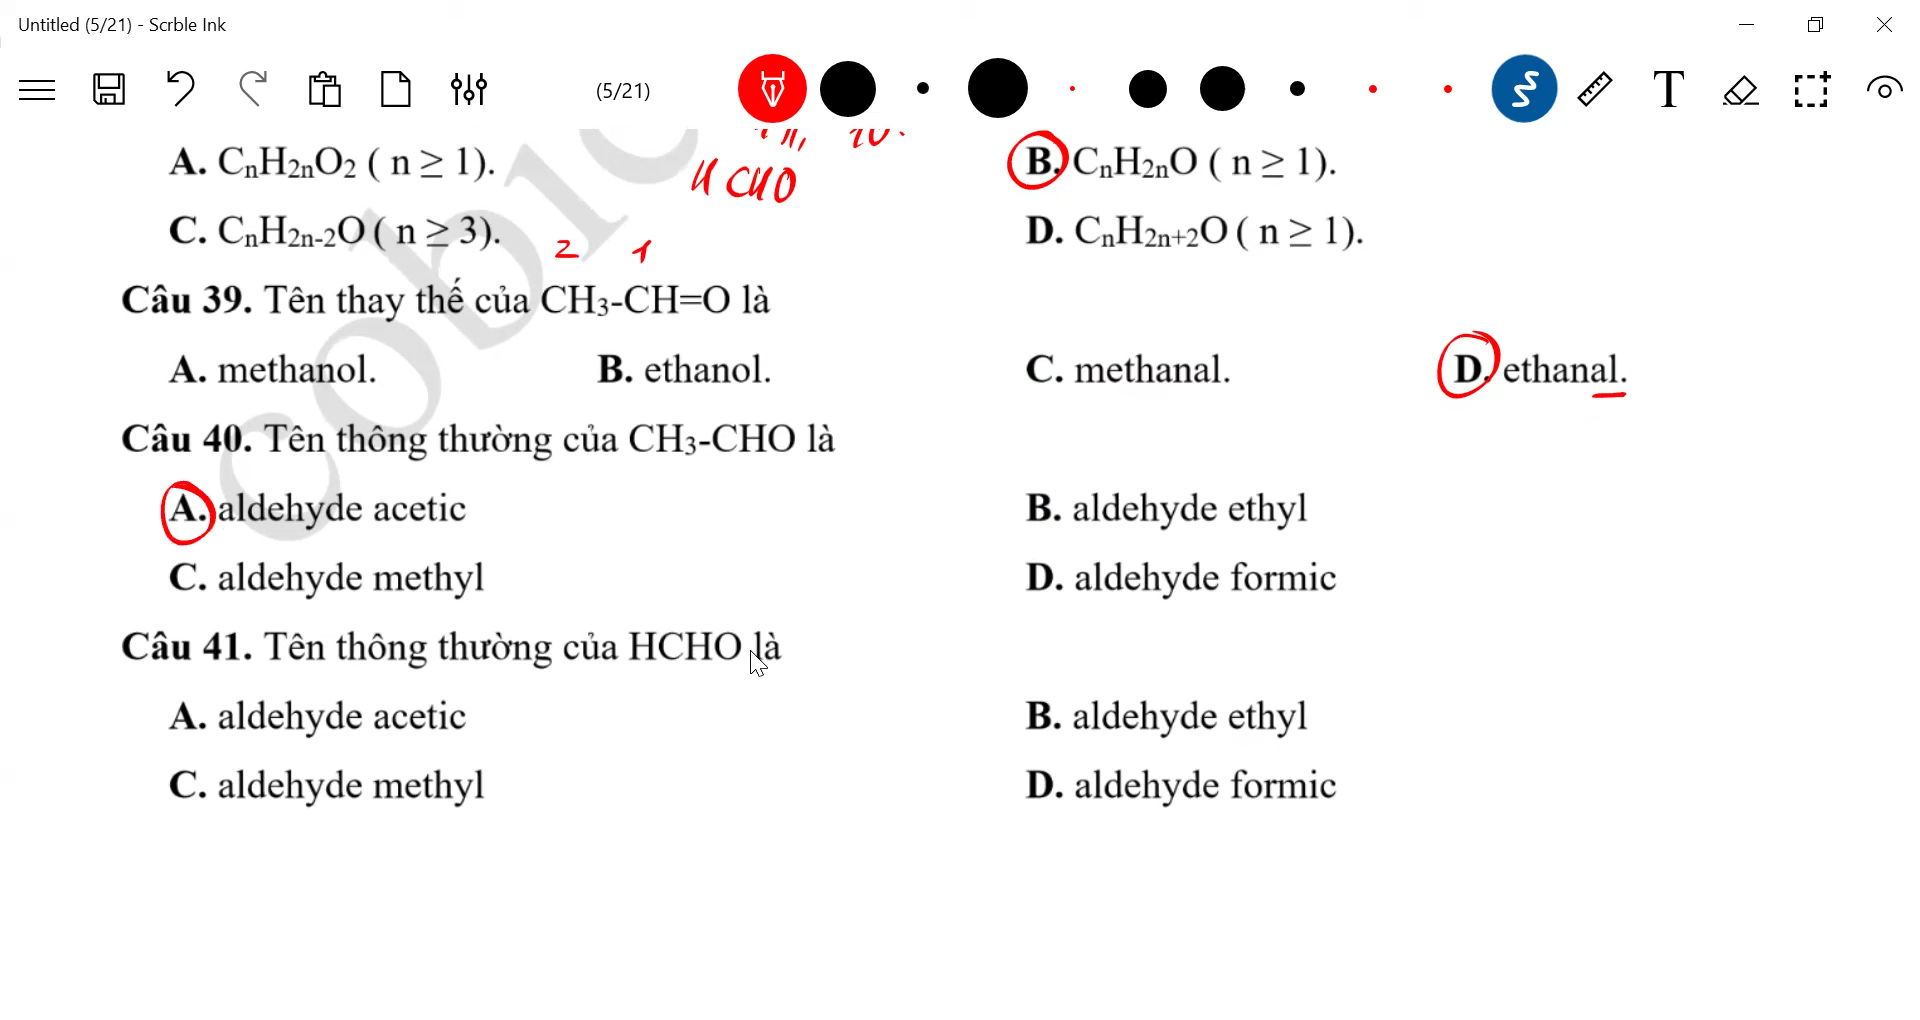 Untitled (5/21) - Scrble Ink
(5/21)
T
A. CₙH₂ₙO₂ ( n ≥ 1).
HCHO
B. CₙH₂ₙO ( n ≥ 1).
C. CₙH₂ₙ₋₂O ( n ≥ 3).
D. CₙH₂ₙ₊₂O ( n ≥ 1).
2 1
Câu 39. Tên thay thế của CH₃-CH=O là
A. methanol. B. ethanol. C. methanal. D. ethanal.
Câu 40. Tên thông thường của CH₃-CHO là
A. aldehyde acetic B. aldehyde ethyl
C. aldehyde methyl D. aldehyde formic
Câu 41. Tên thông thường của HCHO là
A. aldehyde acetic B. aldehyde ethyl
C. aldehyde methyl D. aldehyde formic